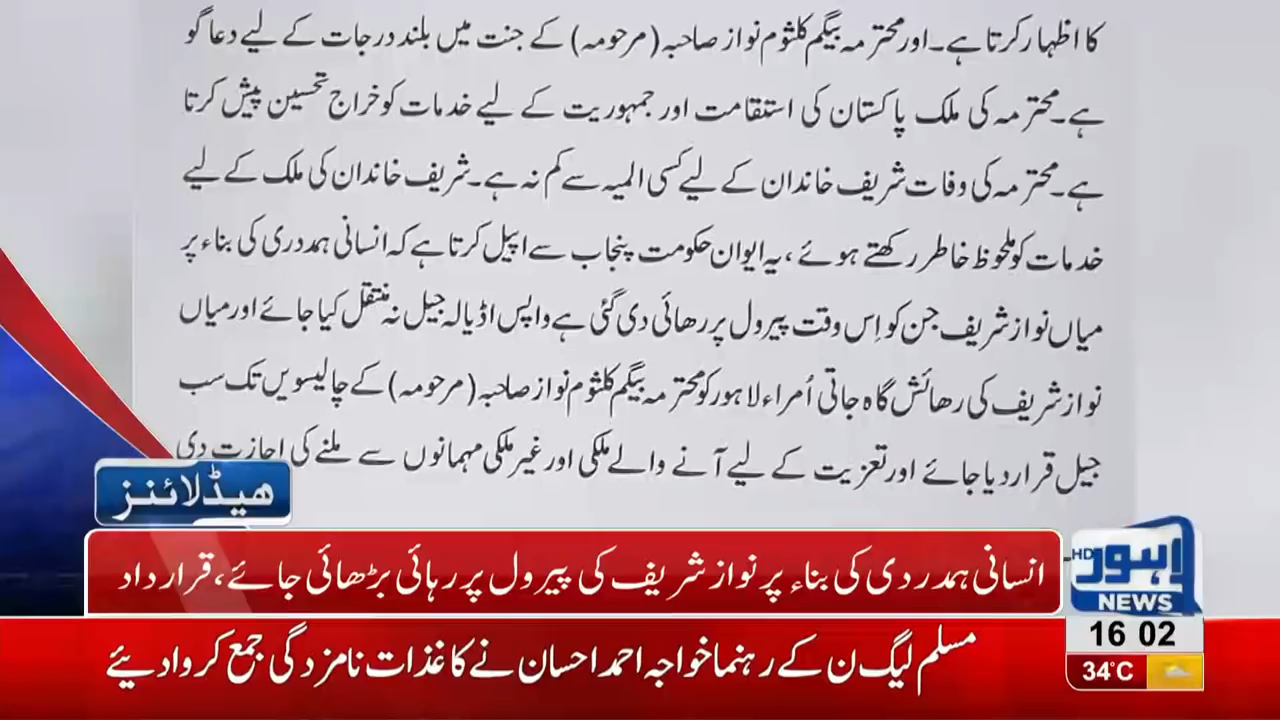 کا اظہار کرتا ہے۔ اور محترمہ بیگم کلثوم نواز صاحبہ (مرحومہ) کے جنت میں بلند درجات کے لیے دعا گو
ہے۔ محترمہ کی ملک پاکستان کی استقامت اور جمہوریت کے لیے خدمات کو خراج تحسین پیش کرتا
ہے۔ محترمہ کی وفات شریف خاندان کے لیے کسی المیہ سے کم نہ ہے۔ شریف خاندان کی ملک کے لیے
خدمات کو ملحوظ خاطر رکھتے ہوئے، یہ ایوان حکومت پنجاب سے اپیل کرتا ہے کہ انسانی ہمدردی کی بناء پر
میاں نواز شریف جن کو اِس وقت پیرول پر رھائی دی گئی ہے واپس اڈیالہ جیل نہ منتقل کیا جائے اور میاں
نواز شریف کی رھائش گاہ جاتی اُمراء لاہور کو محترمہ بیگم کلثوم نواز صاحبہ (مرحومہ) کے چالیسویں تک سب
جیل قرار دیا جائے اور تعزیت کے لیے آنے والے ملکی اور غیر ملکی مہمانوں سے ملنے کی اجازت دی
ھیڈلائنز
انسانی ہمدردی کی بناء پر نواز شریف کی پیرول پر رہائی بڑھائی جائے، قرارداد
لاہور
HD
NEWS
16 02
34°C
مسلم لیگ ن کے رہنما خواجہ احمد احسان نے کاغذات نامزدگی جمع کروا دیئے